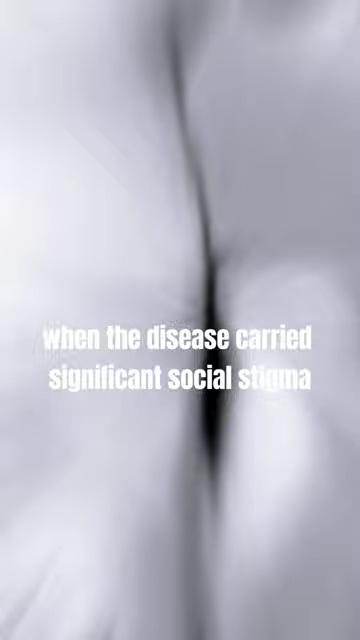 when the disease carried
significant social stigma